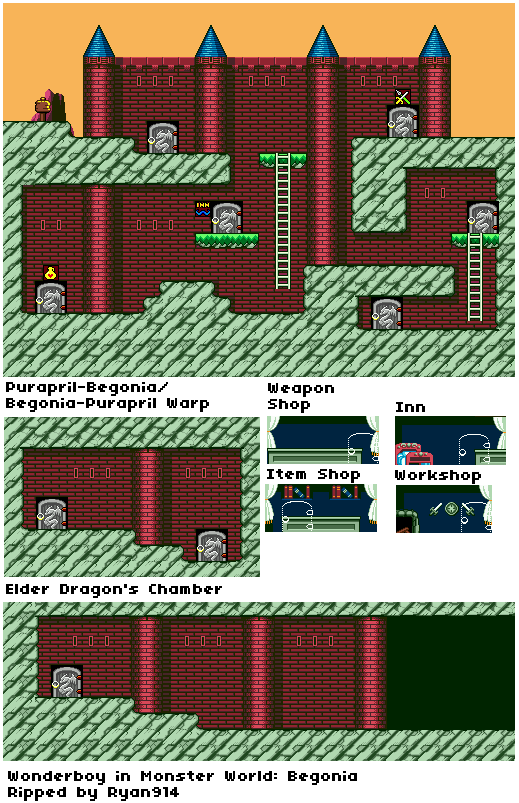 INN
Purapril-Begonia/
Begonia-Purapril Warp
Weapon
Shop
Inn
Item Shop
Workshop
Elder Dragon's Chamber
Wonderboy in Monster World: Begonia
Ripped by Ryan914